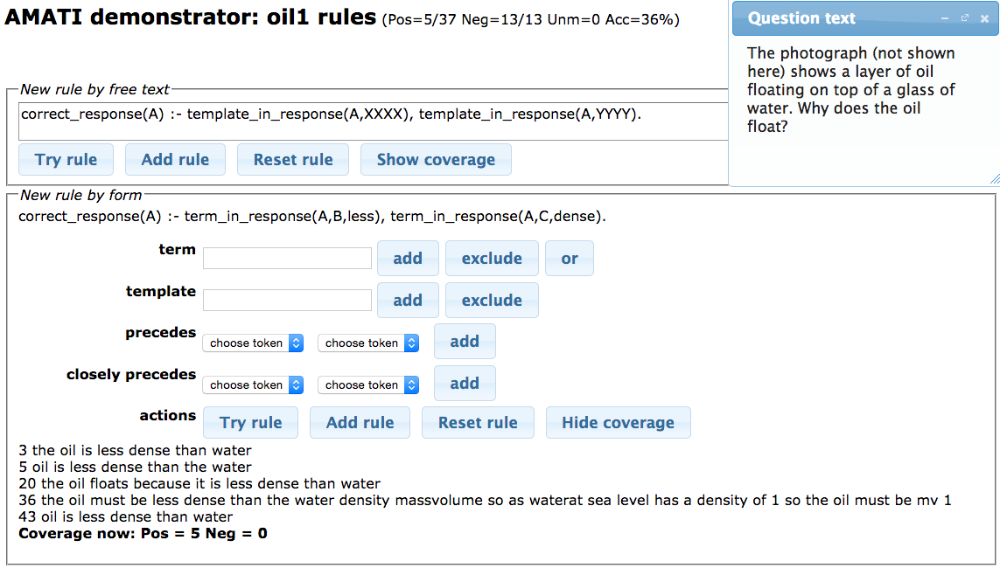 AMATI demonstrator: oil1 rules (Pos=5/37 Neg=13/13 Unm=0 Acc=36%)
Question text
The photograph (not shown
here) shows a layer of oil
floating on top of a glass of
water. Why does the oil
float?
New rule by free text
correct_response(A) :- template_in_response(A,XXXX), template_in_response(A,YYYY).
Try rule Add rule Reset rule Show coverage
New rule by form
correct_response(A) :- term_in_response(A,B,less), term_in_response(A,C,dense).
term add exclude or
template add exclude
precedes choose token choose token add
closely precedes choose token choose token add
actions Try rule Add rule Reset rule Hide coverage
3 the oil is less dense than water
5 oil is less dense than the water
20 the oil floats because it is less dense than water
36 the oil must be less dense than the water density massvolume so as waterat sea level has a density of 1 so the oil must be mv 1
43 oil is less dense than water
Coverage now: Pos = 5 Neg = 0